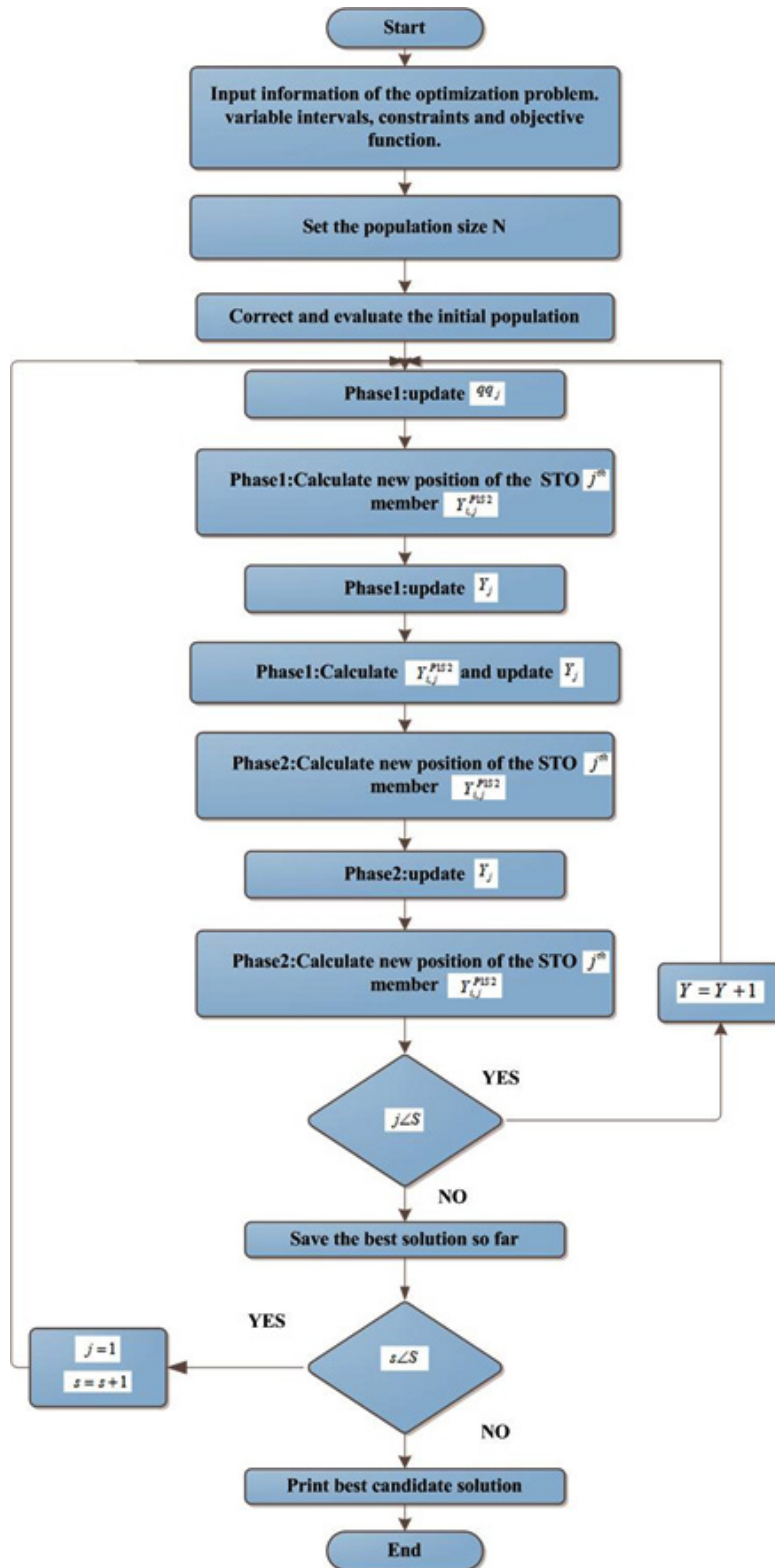 Start
Input information of the optimization problem.
variable intervals, constraints and objective
function.
Set the population size N
Correct and evaluate the initial population
Phase1:update qq_j
Phase1:Calculate new position of the STO j^th
member Y_{i,j}^{P1S2}
Phase1:update Y_j
Phase1:Calculate Y_{i,j}^{P1S2} and update Y_j
Phase2:Calculate new position of the STO j^th
member Y_{i,j}^{P1S2}
Phase2:update Y_j
Phase2:Calculate new position of the STO j^th
member Y_{i,j}^{P1S2}
Y = Y + 1
YES
j∠S
NO
Save the best solution so far
YES
j = 1
s = s + 1
s∠S
NO
Print best candidate solution
End